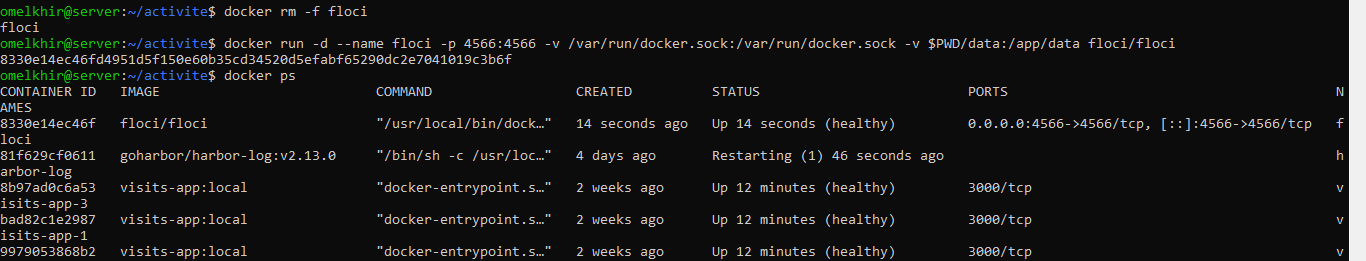 omelkhir@server:~/activite$ docker rm -f floci
floci
omelkhir@server:~/activite$ docker run -d --name floci -p 4566:4566 -v /var/run/docker.sock:/var/run/docker.sock -v $PWD/data:/app/data floci/floci
8330e14ec46fd4951d5f150e60b35cd34520d5efabf65290dc2e7041019c3b6f
omelkhir@server:~/activite$ docker ps
CONTAINER ID   IMAGE                           COMMAND                  CREATED          STATUS                          PORTS                                         N
AMES
8330e14ec46f   floci/floci                     "/usr/local/bin/dock…"   14 seconds ago   Up 14 seconds (healthy)         0.0.0.0:4566->4566/tcp, [::]:4566->4566/tcp   f
loci
81f629cf0611   goharbor/harbor-log:v2.13.0     "/bin/sh -c /usr/loc…"   4 days ago       Restarting (1) 46 seconds ago                                                 h
arbor-log
8b97ad0c6a53   visits-app:local                "docker-entrypoint.s…"   2 weeks ago      Up 12 minutes (healthy)         3000/tcp                                      v
isits-app-3
bad82c1e2987   visits-app:local                "docker-entrypoint.s…"   2 weeks ago      Up 12 minutes (healthy)         3000/tcp                                      v
isits-app-1
9979053868b2   visits-app:local                "docker-entrypoint.s…"   2 weeks ago      Up 12 minutes (healthy)         3000/tcp                                      v